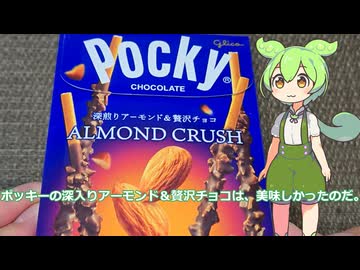 glico
Pocky®
CHOCOLATE
深煎りアーモンド&贅沢チョコ
ALMOND CRUSH
ポッキーの深入りアーモンド&贅沢チョコは、美味しかったのだ。